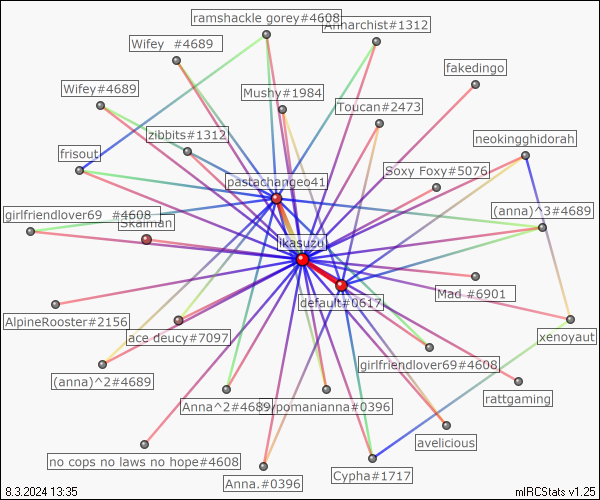 ramshackle gorey#4608
Annarchist#1312
Wifey #4689
fakedingo
Wifey#4689
Mushy#1984
Toucan#2473
zibbits#1312
neokingghidorah
frisout
Soxy Foxy#5076
pastachangeo41
(anna)^3#4689
girlfriendlover69 #4608
Skaiman
ikasuzu
Mad #6901
default#0617
AlpineRooster#2156
ace deucy#7097
xenoyaut
girlfriendlover69#4608
(anna)^2#4689
rattgaming
Anna^2#4689
ypomanianna#0396
avelicious
no cops no laws no hope#4608
Anna.#0396
Cypha#1717
8.3.2024 13:35
mIRCStats v1.25